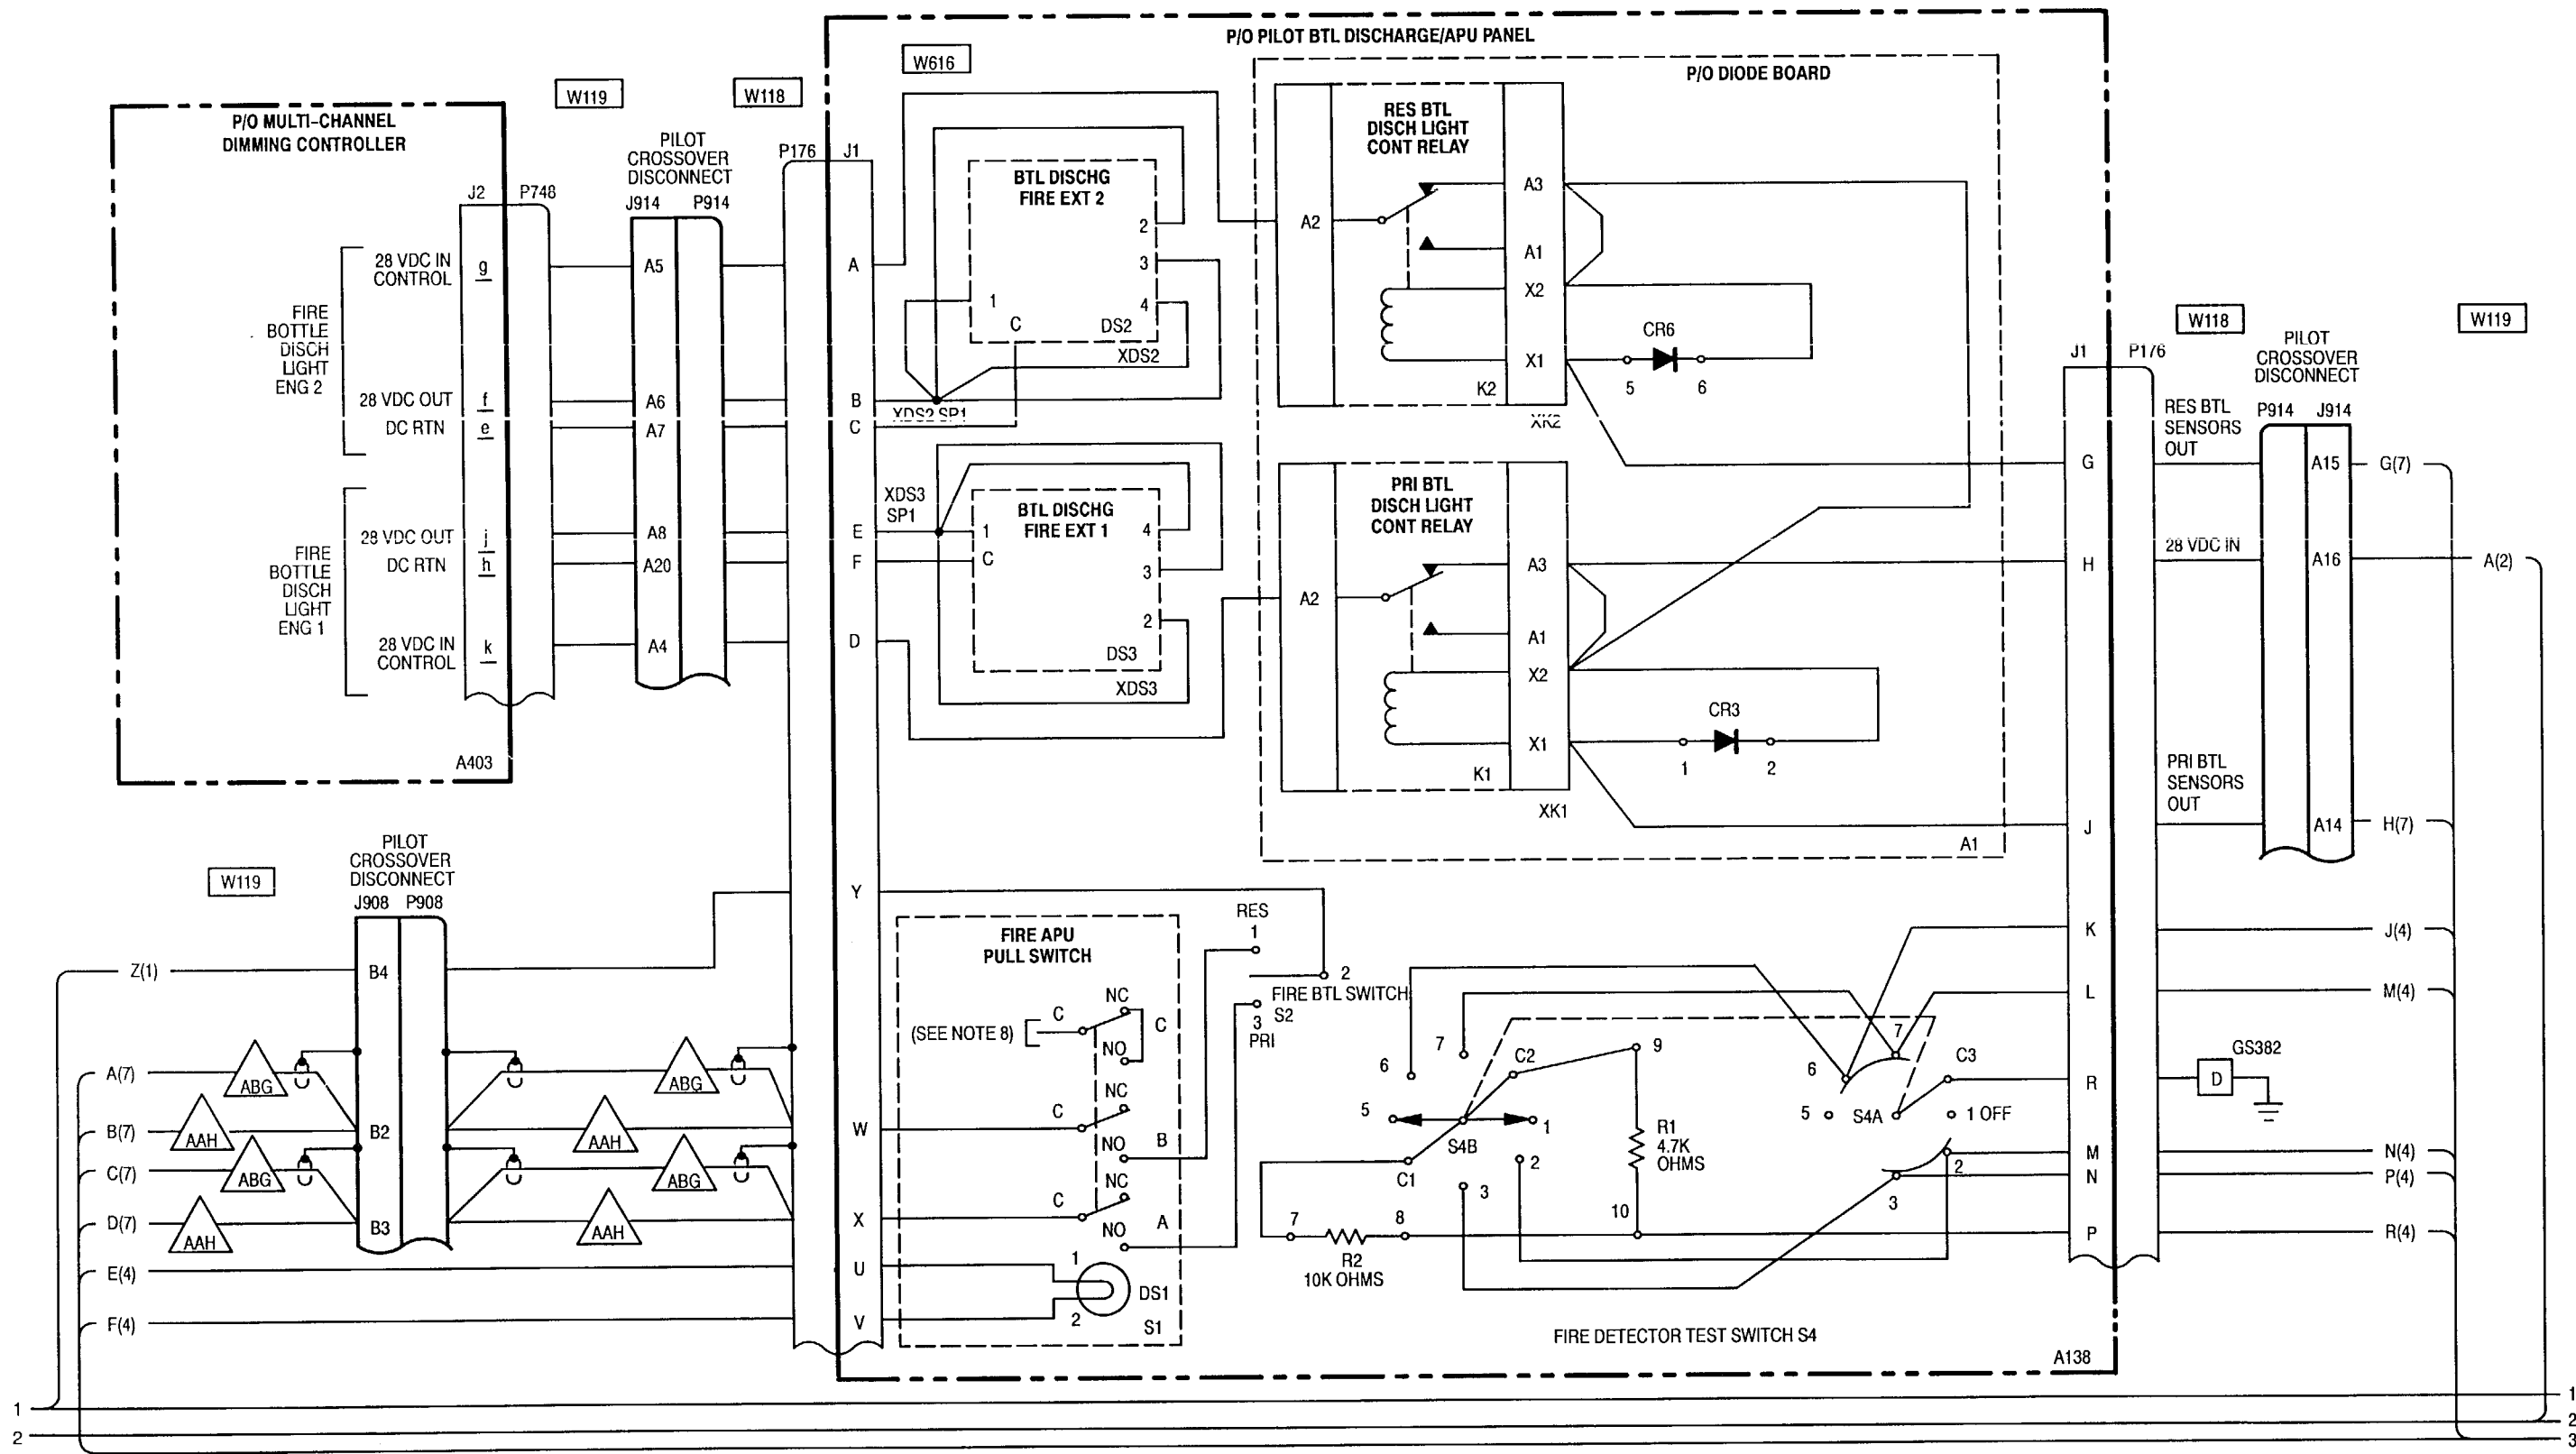 P/O PILOT BTL DISCHARGE/APU PANEL
W616
P/O DIODE BOARD
W119
W118
P/O MULTI-CHANNEL
DIMMING CONTROLLER
PILOT
CROSSOVER
DISCONNECT
J2
P748
J914
P914
P176
J1
28 VDC IN
CONTROL
g
A5
A
FIRE
BOTTLE
DISCH
LIGHT
ENG 2
28 VDC OUT
f
A6
B
DC RTN
e
A7
C
28 VDC OUT
j
A8
E
DC RTN
h
A20
F
FIRE
BOTTLE
DISCH
LIGHT
ENG 1
28 VDC IN
CONTROL
k
A4
D
A403
BTL DISCHG
FIRE EXT 2
2
3
4
1
C
DS2
XDS2
XDS2 SP1
XDS3
SP1
BTL DISCHG
FIRE EXT 1
1
C
4
3
2
DS3
XDS3
RES BTL
DISCH LIGHT
CONT RELAY
A2
A3
A1
X2
X1
K2
XK2
CR6
5
6
PRI BTL
DISCH LIGHT
CONT RELAY
A2
A3
A1
X2
X1
K1
XK1
CR3
1
2
A1
W118
W119
J1
P176
PILOT
CROSSOVER
DISCONNECT
P914
J914
RES BTL
SENSORS
OUT
G
A15
G(7)
28 VDC IN
H
A16
A(2)
PRI BTL
SENSORS
OUT
J
A14
H(7)
K
J(4)
L
M(4)
R
D
GS382
M
N(4)
N
P(4)
P
R(4)
PILOT
CROSSOVER
DISCONNECT
W119
J908
P908
Z(1)
B4
Y
A(7)
ABG
ABG
B(7)
AAH
B2
AAH
W
C(7)
ABG
ABG
D(7)
AAH
B3
AAH
X
E(4)
U
F(4)
V
FIRE APU
PULL SWITCH
(SEE NOTE 8)
C
NC
NO
C
C
NC
NO
B
C
NC
NO
A
1
2
DS1
S1
RES
1
2
FIRE BTL SWITCH
S2
3
PRI
7
6
5
C2
9
S4B
1
2
3
C1
R1
4.7K
OHMS
10
7
8
R2
10K OHMS
7
6
5
S4A
C3
1 OFF
2
3
FIRE DETECTOR TEST SWITCH S4
A138
1
2
1
2
3